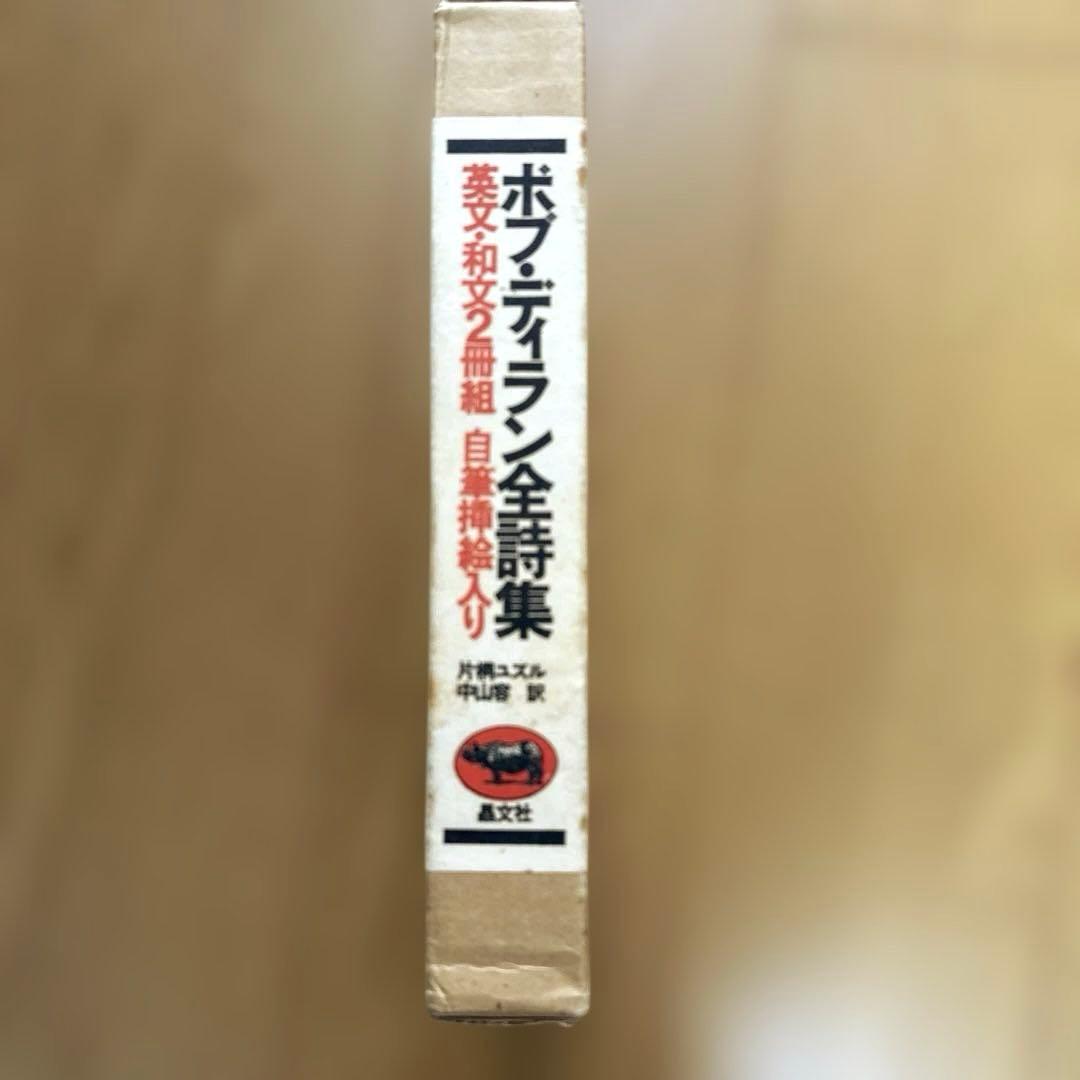 ボブ・ディラン全詩集
英文・和文2冊組 自筆挿絵入り
片桐ユズル
中山容 訳
晶文社